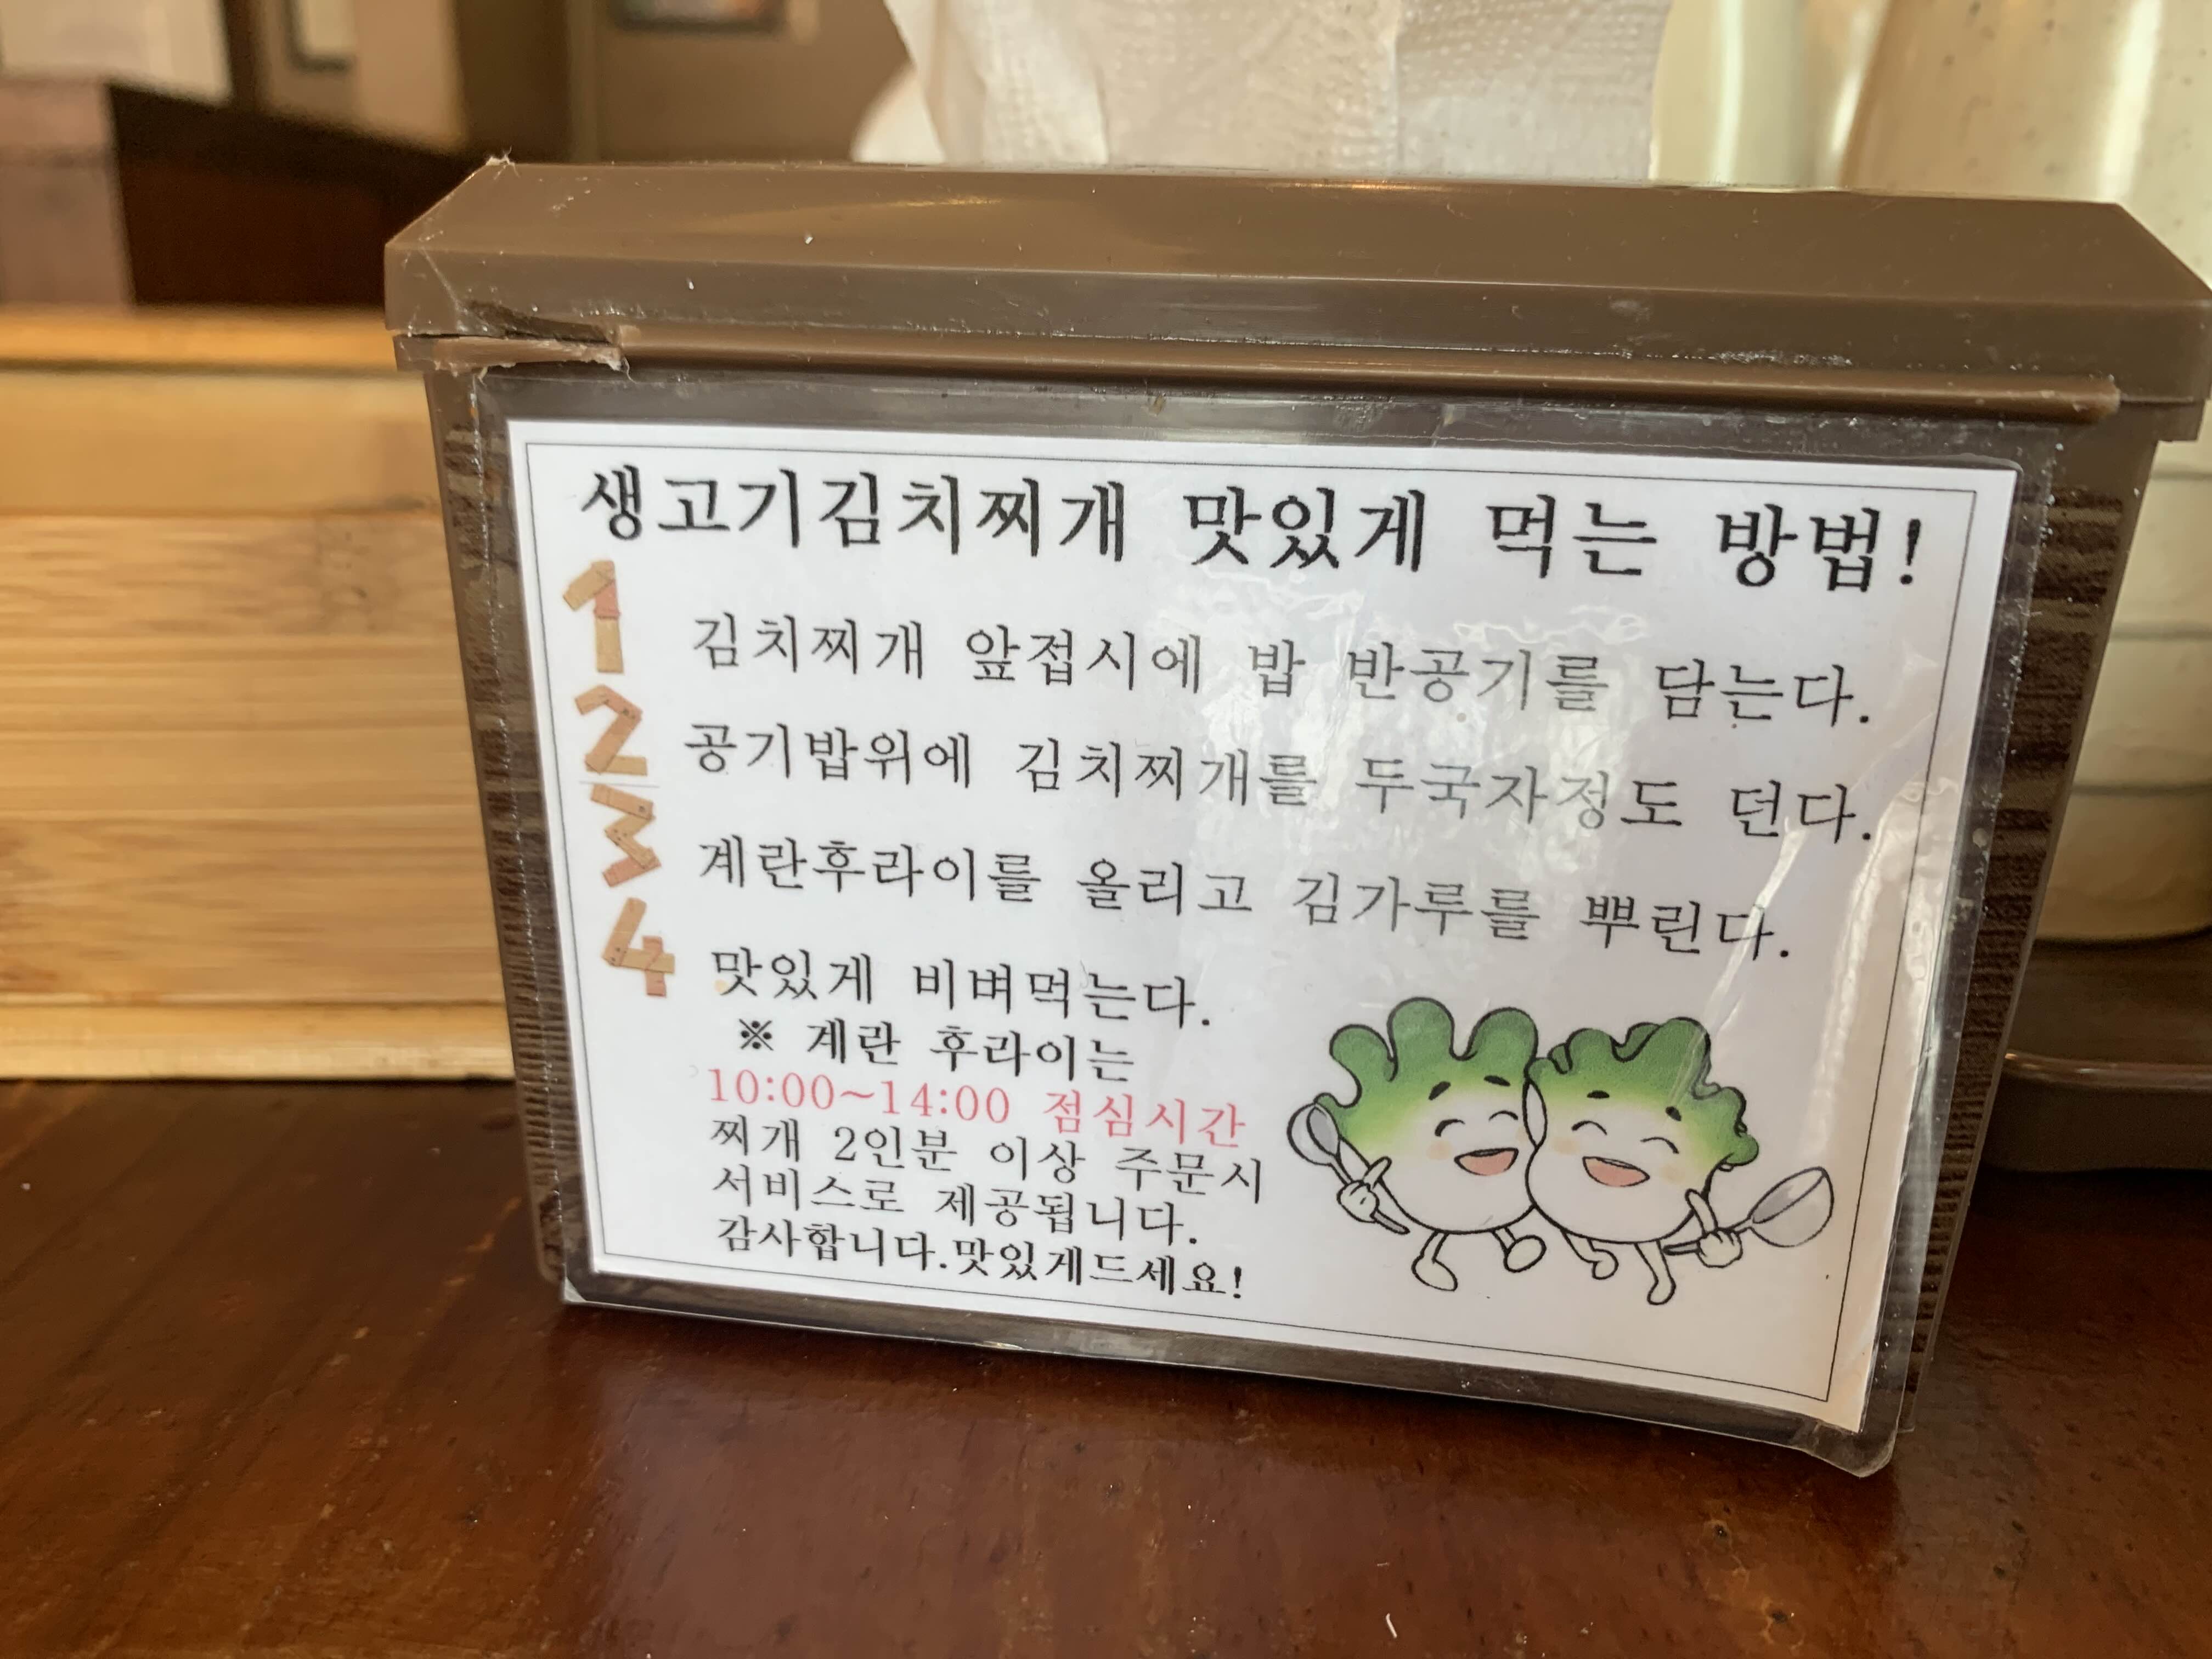 생고기김치찌개 맛있게 먹는 방법!
1 김치찌개 앞접시에 밥 반공기를 담는다.
2 공기밥위에 김치찌개를 두국자정도 던다.
3 계란후라이를 올리고 김가루를 뿌린다.
4 맛있게 비벼먹는다.
※ 계란 후라이는
10:00~14:00 점심시간
찌개 2인분 이상 주문시
서비스로 제공됩니다.
감사합니다.맛있게드세요!